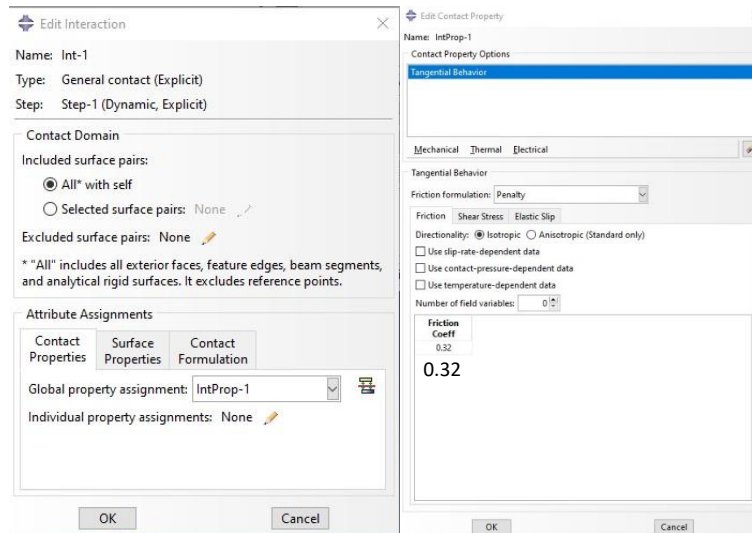 Edit Interaction
Name: Int-1
Type: General contact (Explicit)
Step: Step-1 (Dynamic, Explicit)
Contact Domain
Included surface pairs:
All* with self
Selected surface pairs: None
Excluded surface pairs: None
* "All" includes all exterior faces, feature edges, beam segments,
and analytical rigid surfaces. It excludes reference points.
Attribute Assignments
Contact Properties
Surface Properties
Contact Formulation
Global property assignment: IntProp-1
Individual property assignments: None
OK Cancel
Edit Contact Property
Name: IntProp-1
Contact Property Options
Tangential Behavior
Mechanical Thermal Electrical
Tangential Behavior
Friction formulation: Penalty
Friction Shear Stress Elastic Slip
Directionality: Isotropic Anisotropic (Standard only)
Use slip-rate-dependent data
Use contact-pressure-dependent data
Use temperature-dependent data
Number of field variables: 0
Friction
Coeff
0.32
0.32
OK Cancel